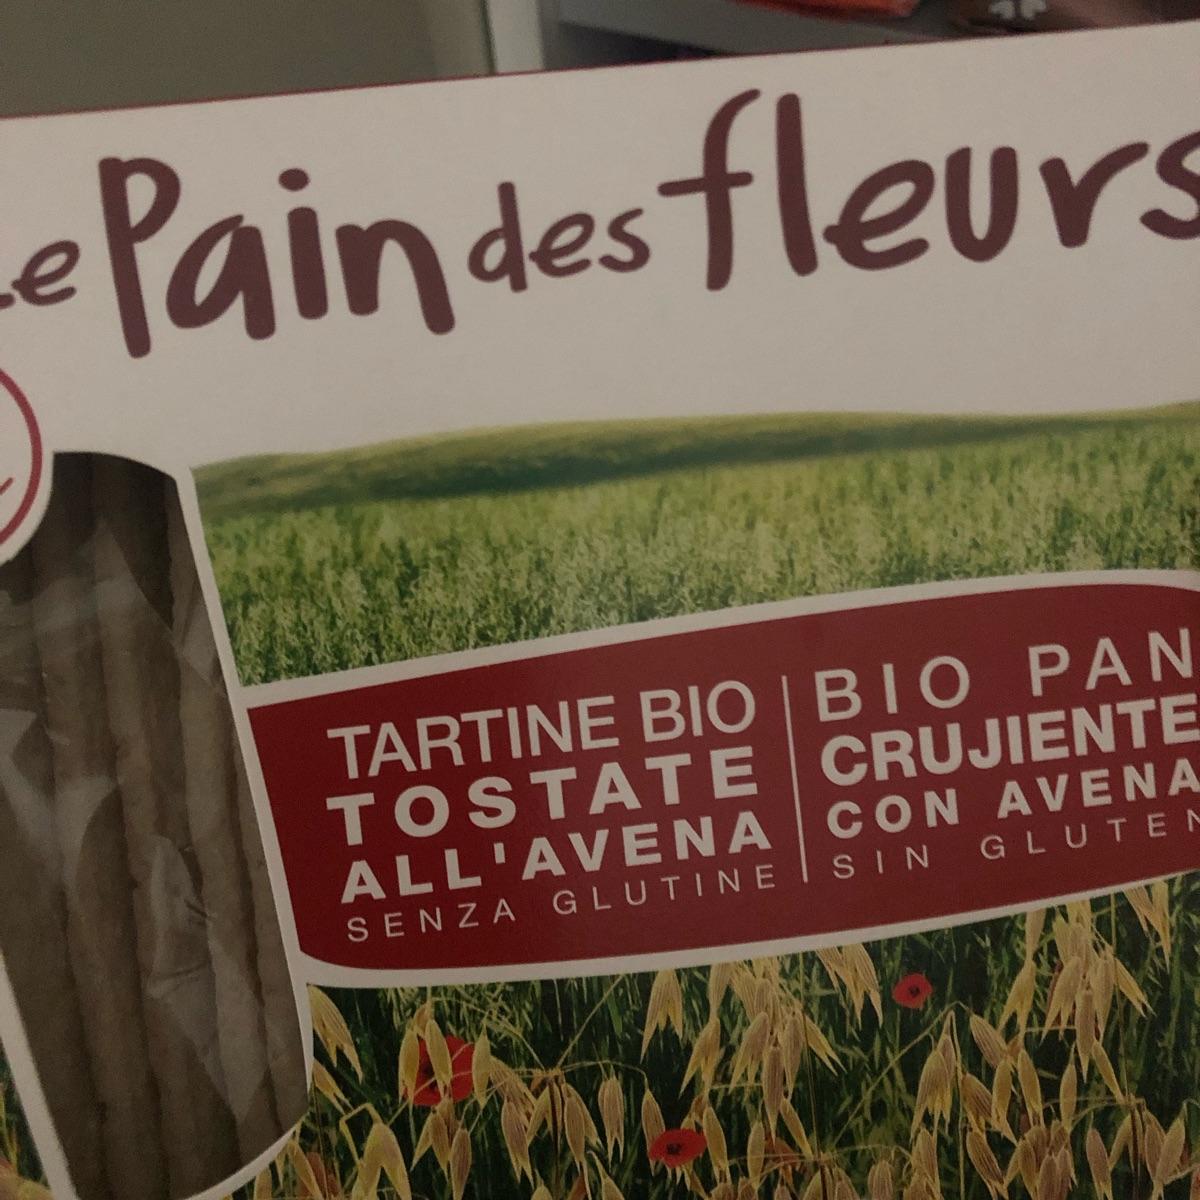 Le Pain des fleurs
TARTINE BIO
TOSTATE
ALL'AVENA
SENZA GLUTINE
BIO PAN
CRUJIENTE
CON AVENA
SIN GLUTEN